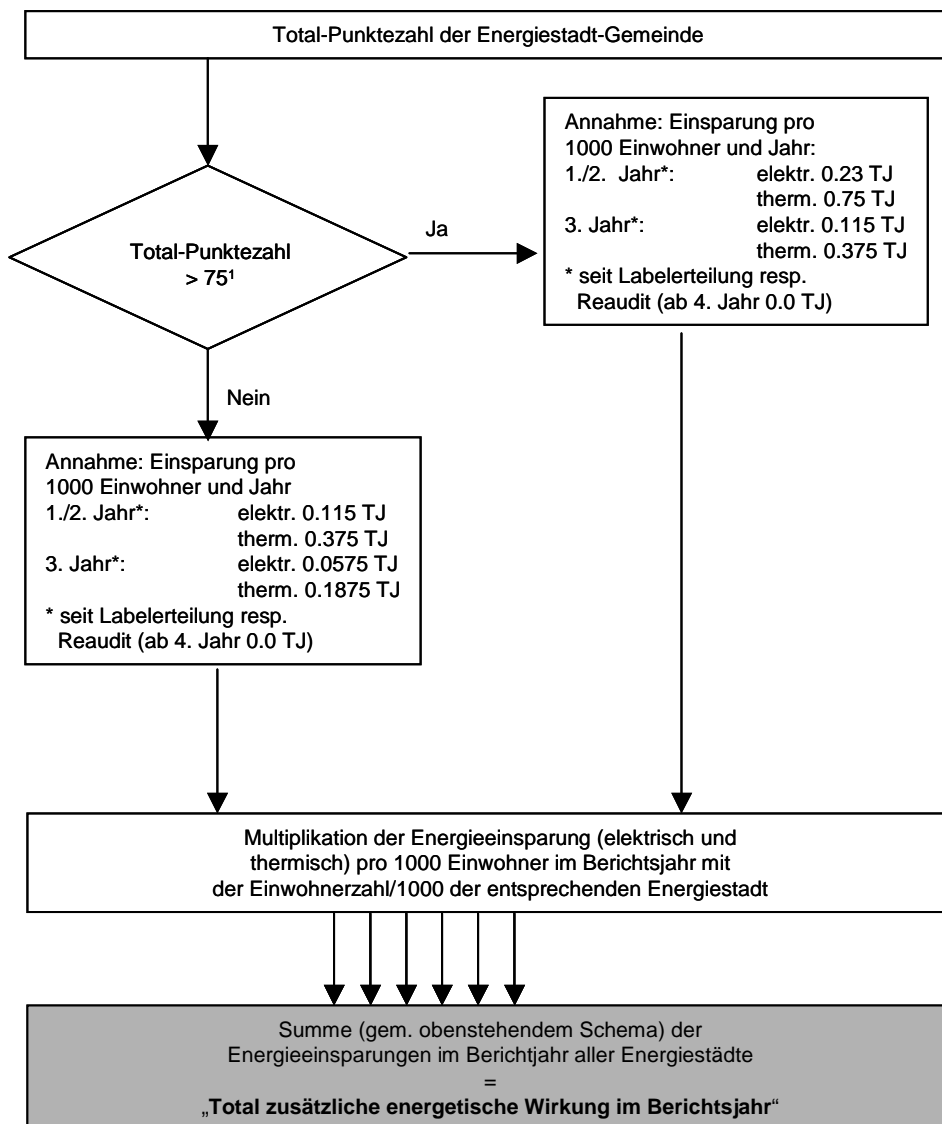 Total-Punktezahl der Energiestadt-Gemeinde
Annahme: Einsparung pro
1000 Einwohner und Jahr:
1./2. Jahr*: elektr. 0.23 TJ
therm. 0.75 TJ
3. Jahr*: elektr. 0.115 TJ
therm. 0.375 TJ
* seit Labelerteilung resp.
Reaudit (ab 4. Jahr 0.0 TJ)
Ja
Total-Punktezahl
> 75¹
Nein
Annahme: Einsparung pro
1000 Einwohner und Jahr
1./2. Jahr*: elektr. 0.115 TJ
therm. 0.375 TJ
3. Jahr*: elektr. 0.0575 TJ
therm. 0.1875 TJ
* seit Labelerteilung resp.
Reaudit (ab 4. Jahr 0.0 TJ)
Multiplikation der Energieeinsparung (elektrisch und
thermisch) pro 1000 Einwohner im Berichtsjahr mit
der Einwohnerzahl/1000 der entsprechenden Energiestadt
Summe (gem. obenstehendem Schema) der
Energieeinsparungen im Berichtjahr aller Energiestädte
=
„Total zusätzliche energetische Wirkung im Berichtsjahr“